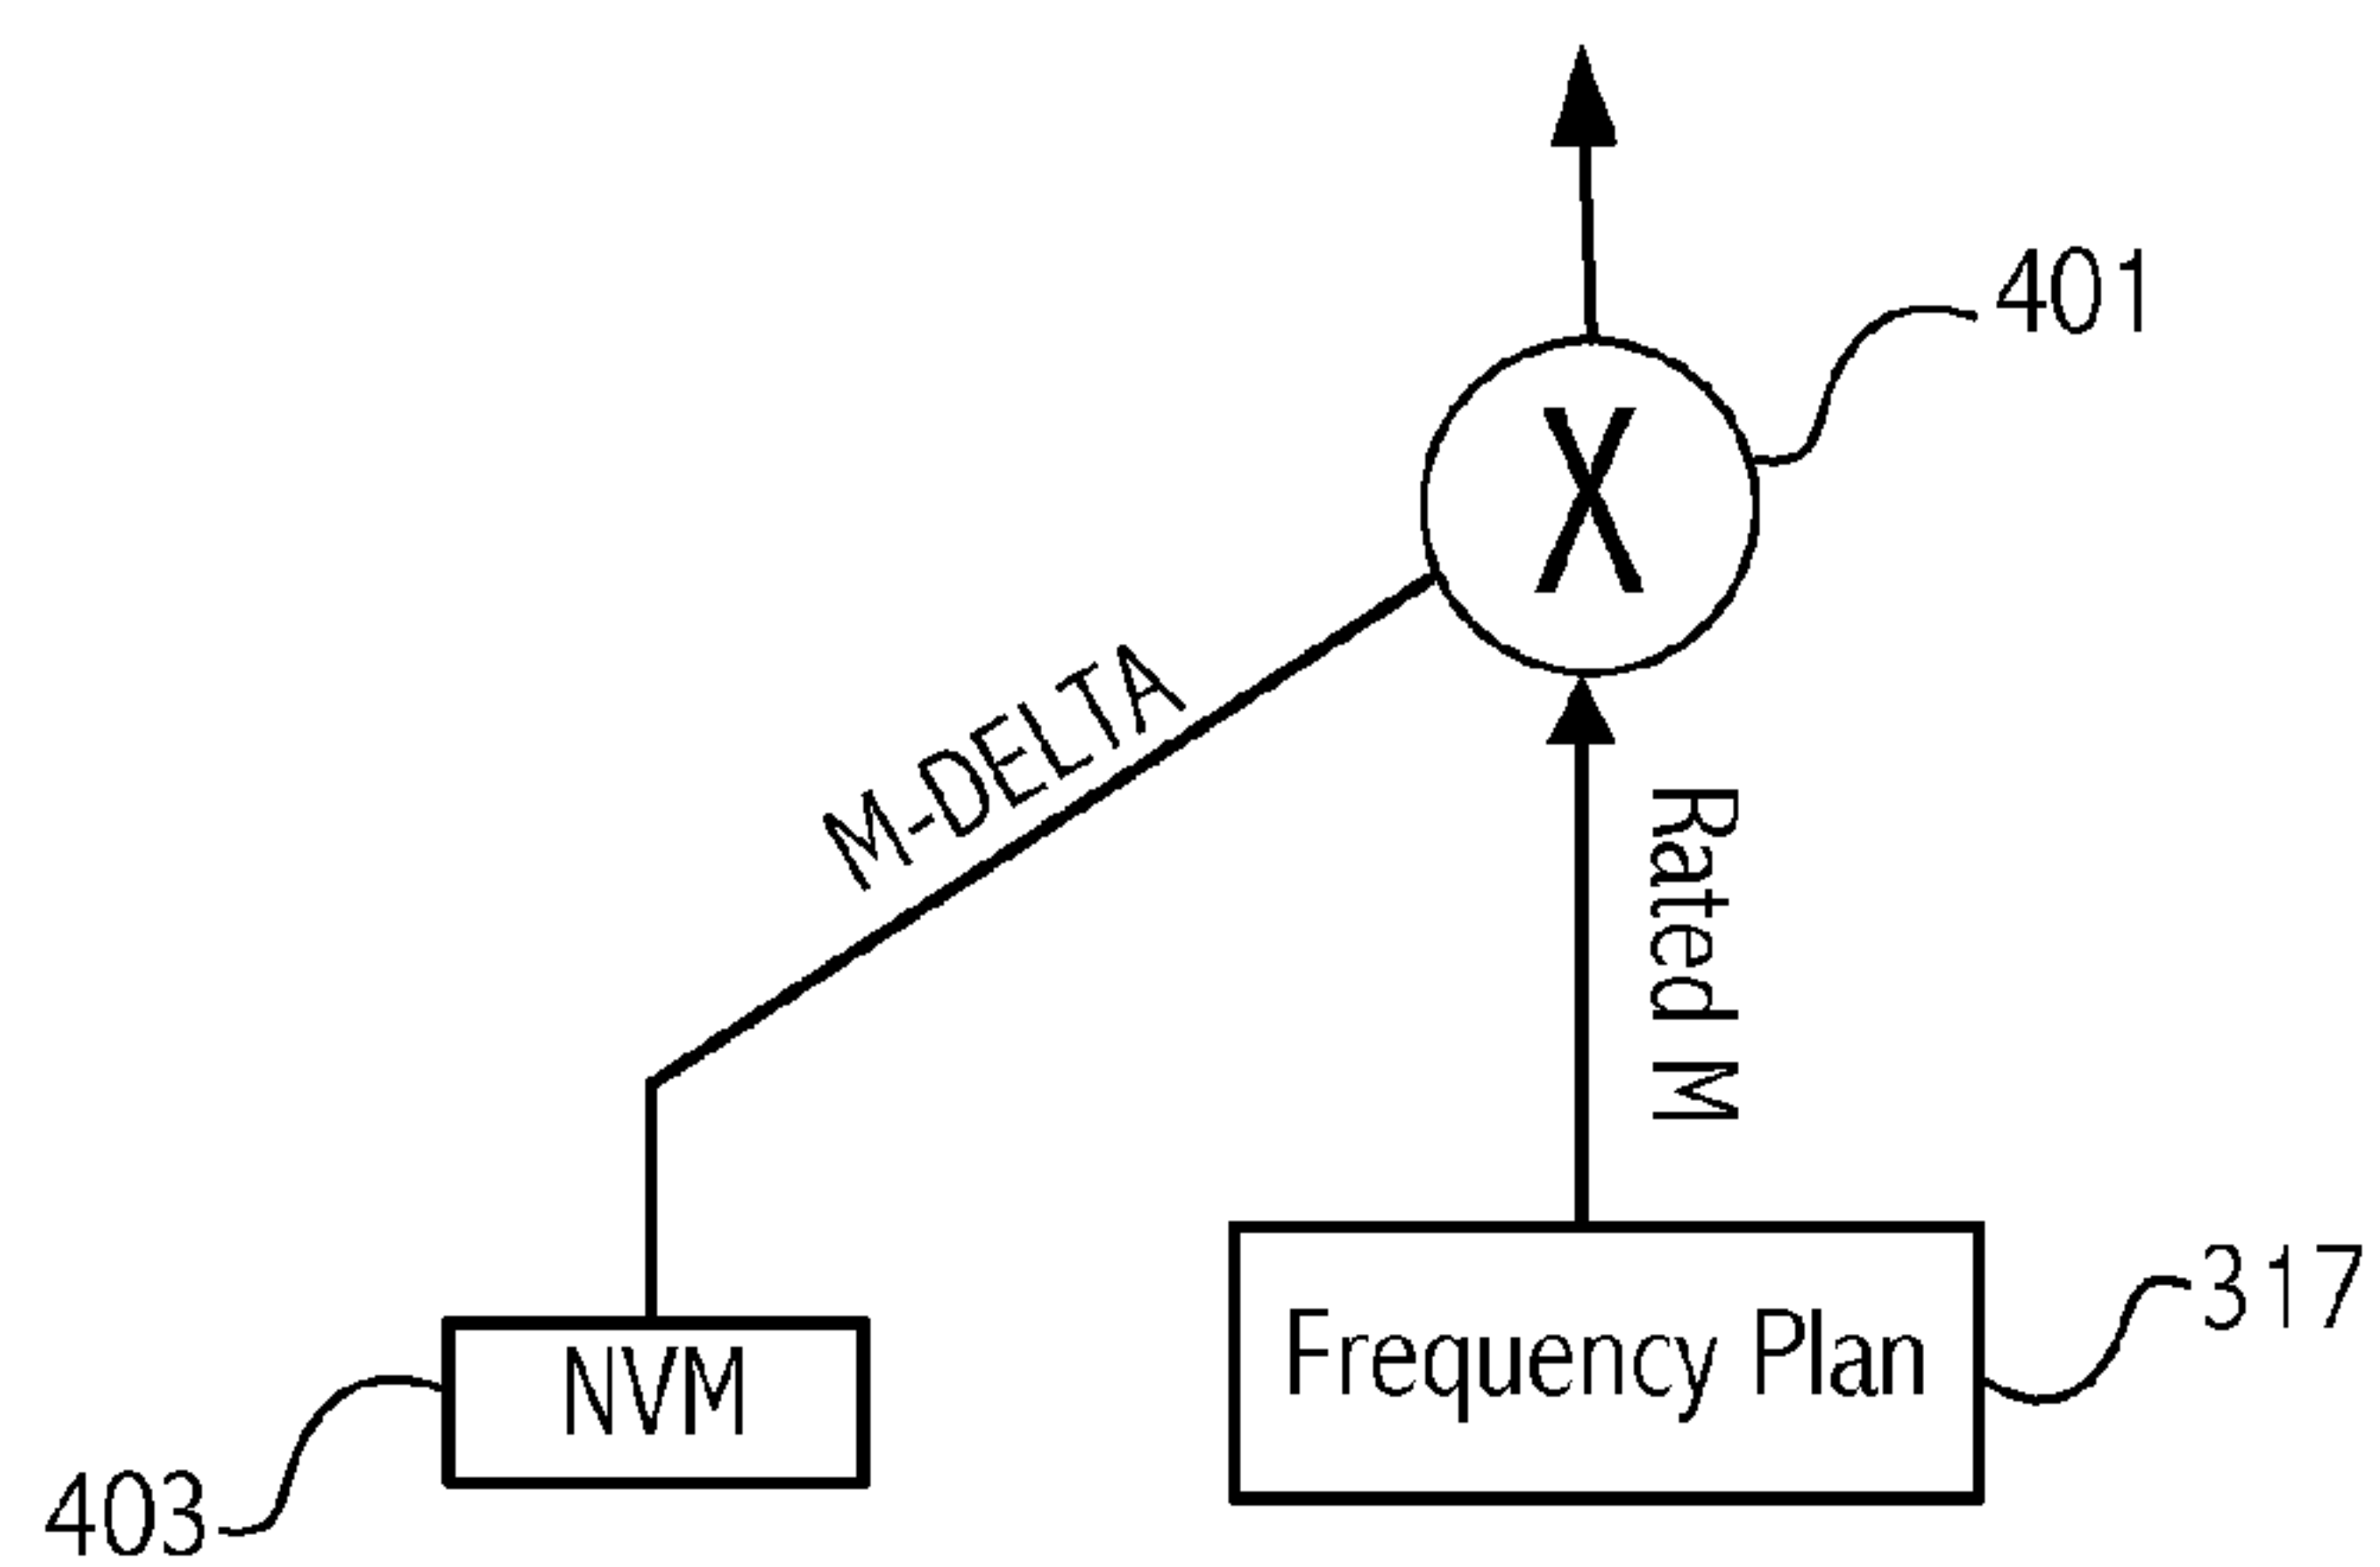 401
X
M-DELTA
Rated M
317
Frequency Plan
NVM
403